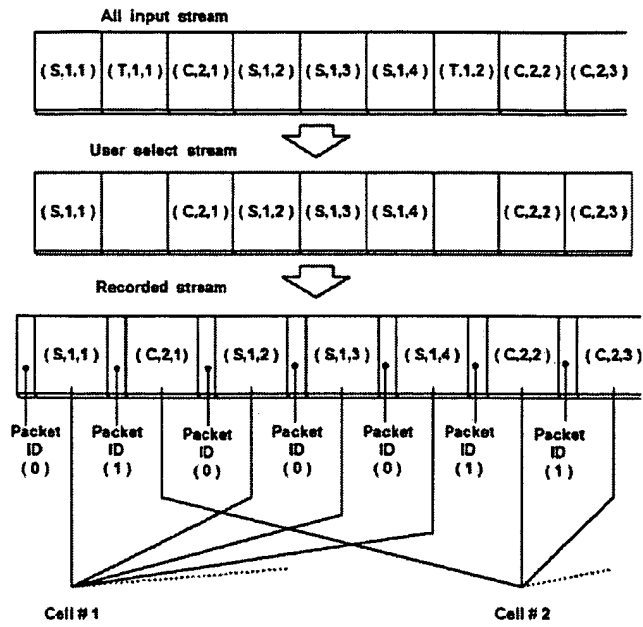 All input stream
(S,1,1) (T,1,1) (C,2,1) (S,1,2) (S,1,3) (S,1,4) (T.1,2) (C,2,2) (C,2,3)
User select stream
(S,1,1) (C,2,1) (S,1,2) (S,1,3) (S,1,4) (C,2,2) (C,2,3)
Recorded stream
(S,1,1) (C,2,1) (S,1,2) (S,1,3) (S,1,4) (C,2,2) (C,2,3)
Packet Packet Packet Packet Packet Packet Packet
ID ID ID ID ID ID ID
(0) (1) (0) (0) (0) (1) (1)
Cell # 1 Cell # 2